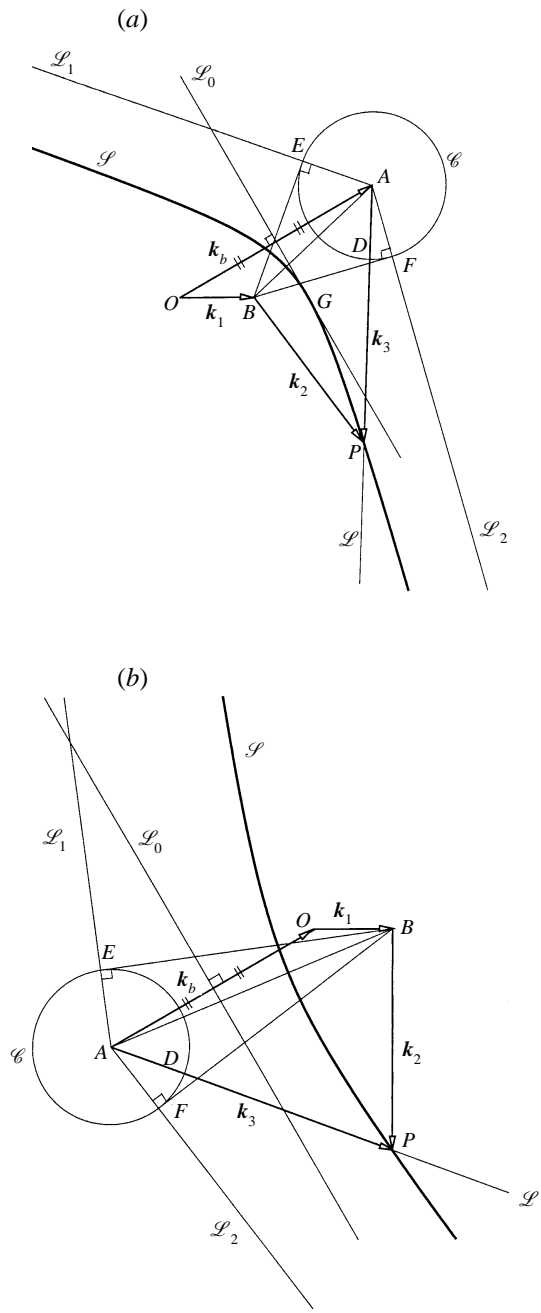 (a)
ℒ₁
ℒ₀
E
𝒞
𝒮
A
D
F
k_b
O
k₁
B
G
k₃
k₂
P
ℒ
ℒ₂
(b)
𝒮
ℒ₁
ℒ₀
O
k₁
B
E
k_b
k₂
𝒞
A
D
F
k₃
P
ℒ
ℒ₂